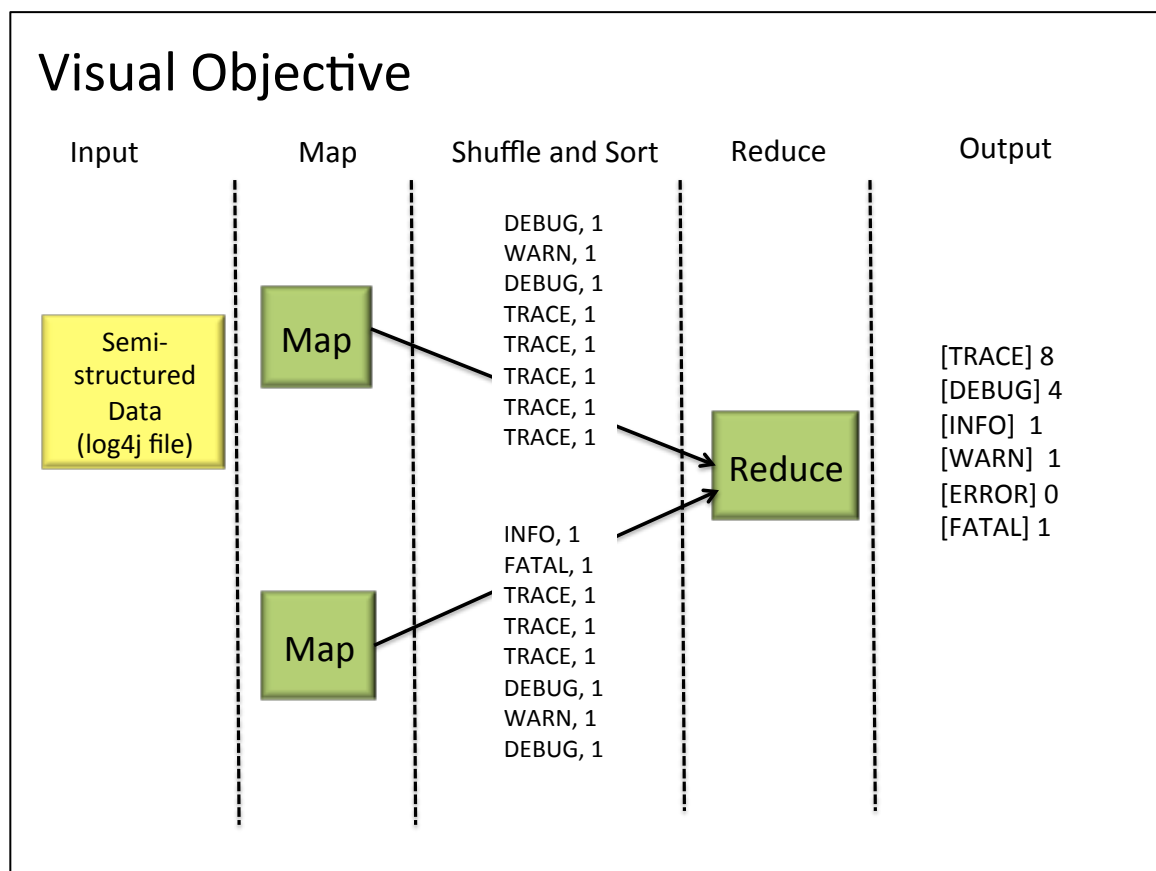 Visual Objective
Input
Map
Shuffle and Sort
Reduce
Output
Semi-
structured
Data
(log4j file)
Map
Map
DEBUG, 1
WARN, 1
DEBUG, 1
TRACE, 1
TRACE, 1
TRACE, 1
TRACE, 1
TRACE, 1
INFO, 1
FATAL, 1
TRACE, 1
TRACE, 1
TRACE, 1
DEBUG, 1
WARN, 1
DEBUG, 1
Reduce
[TRACE] 8
[DEBUG] 4
[INFO] 1
[WARN] 1
[ERROR] 0
[FATAL] 1